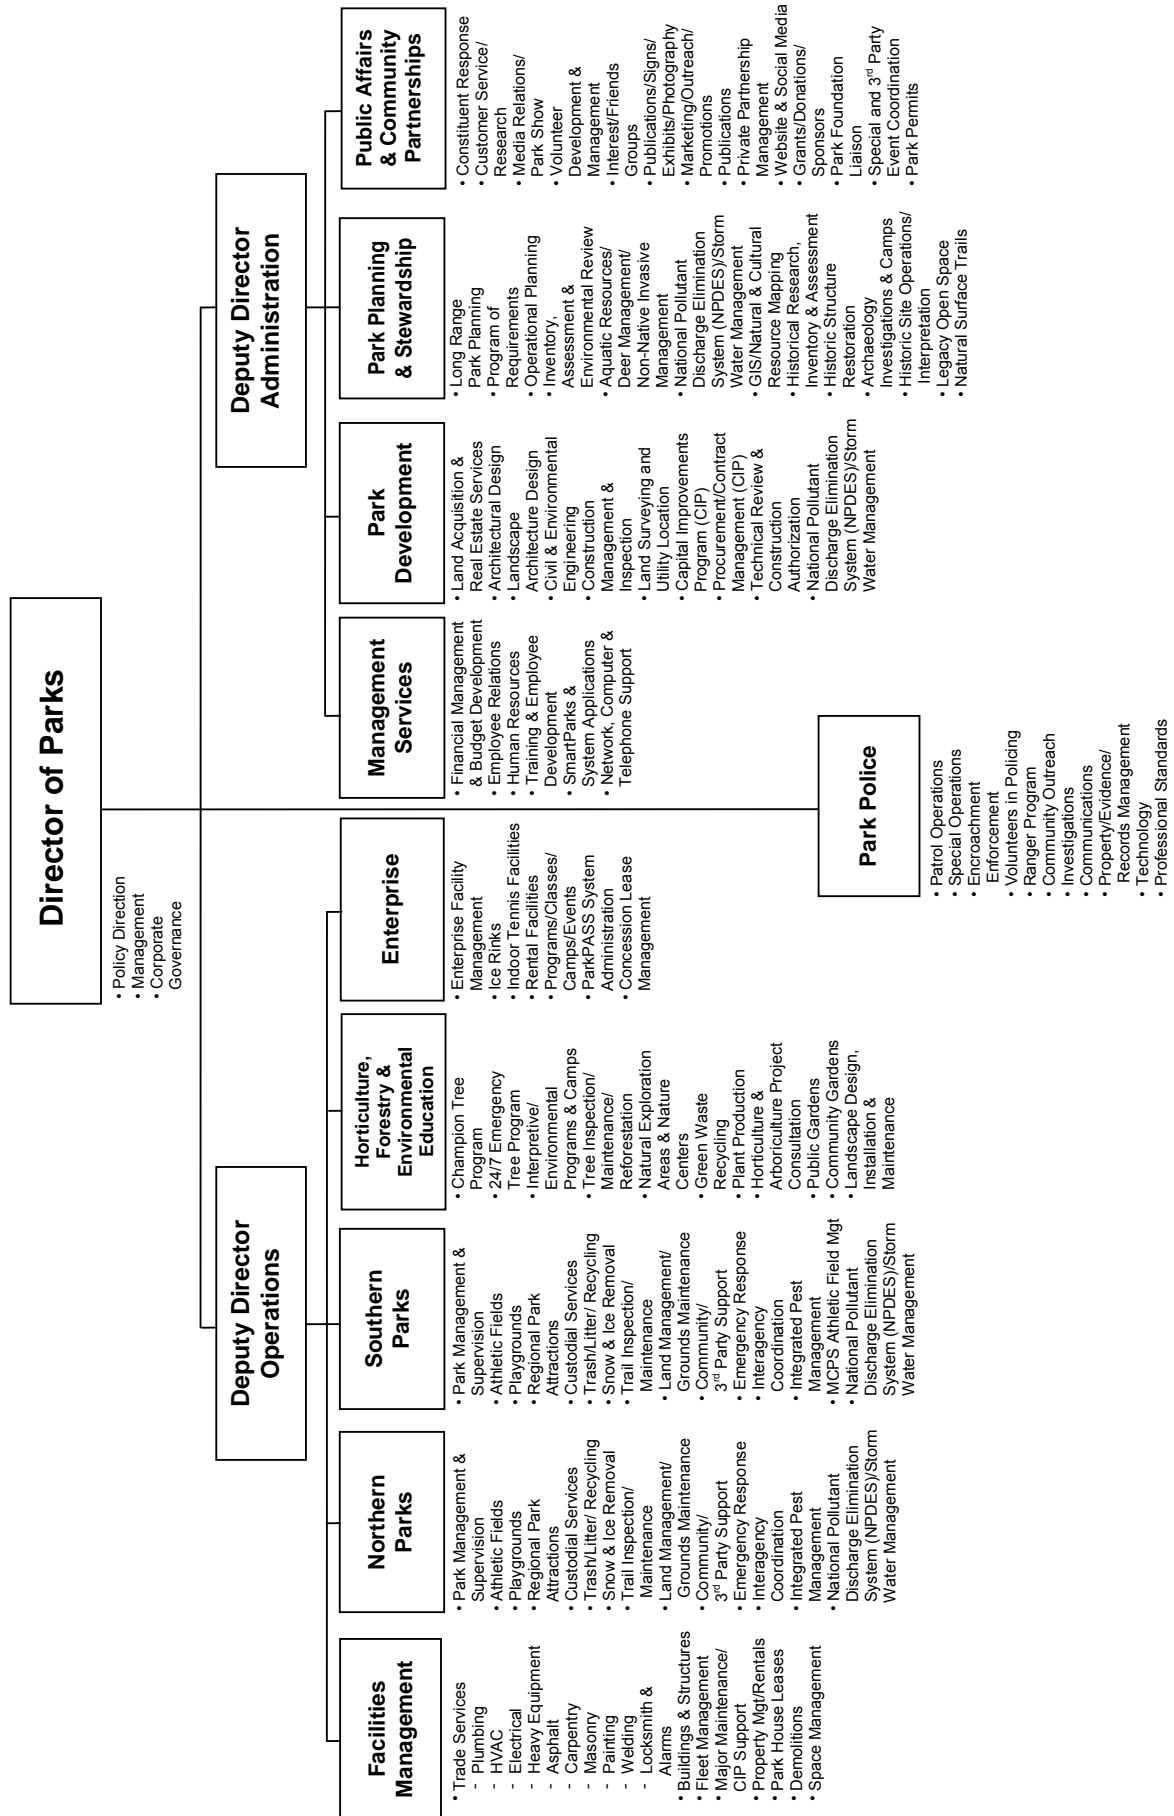 Director of Parks
• Policy Direction
• Management
• Corporate
Governance
Deputy Director
Operations
Deputy Director
Administration
Facilities
Management
• Trade Services
- Plumbing
- HVAC
- Electrical
- Heavy Equipment
- Asphalt
- Carpentry
- Masonry
- Painting
- Welding
- Locksmith &
Alarms
• Buildings & Structures
• Fleet Management
• Major Maintenance/
CIP Support
• Property Mgt/Rentals
• Park House Leases
• Demolitions
• Space Management
Northern
Parks
• Park Management &
Supervision
• Athletic Fields
• Playgrounds
• Regional Park
Attractions
• Custodial Services
• Trash/Litter/ Recycling
• Snow & Ice Removal
• Trail Inspection/
Maintenance
• Land Management/
Grounds Maintenance
• Community/
3rd Party Support
• Emergency Response
• Interagency
Coordination
• Integrated Pest
Management
• National Pollutant
Discharge Elimination
System (NPDES)/Storm
Water Management
Southern
Parks
• Park Management &
Supervision
• Athletic Fields
• Playgrounds
• Regional Park
Attractions
• Custodial Services
• Trash/Litter/ Recycling
• Snow & Ice Removal
• Trail Inspection/
Maintenance
• Land Management/
Grounds Maintenance
• Community/
3rd Party Support
• Emergency Response
• Interagency
Coordination
• Integrated Pest
Management
• MCPS Athletic Field Mgt
• National Pollutant
Discharge Elimination
System (NPDES)/Storm
Water Management
Horticulture,
Forestry &
Environmental
Education
• Champion Tree
Program
• 24/7 Emergency
Tree Program
• Interpretive/
Environmental
Programs & Camps
• Tree Inspection/
Maintenance/
Reforestation
• Natural Exploration
Areas & Nature
Centers
• Green Waste
Recycling
• Plant Production
• Horticulture &
Arboriculture Project
Consultation
• Public Gardens
• Community Gardens
• Landscape Design,
Installation &
Maintenance
Enterprise
• Enterprise Facility
Management
• Ice Rinks
• Indoor Tennis Facilities
• Rental Facilities
• Programs/Classes/
Camps/Events
• ParkPASS System
Administration
• Concession Lease
Management
Management
Services
• Financial Management
& Budget Development
• Employee Relations
• Human Resources
• Training & Employee
Development
• SmartParks &
System Applications
• Network, Computer &
Telephone Support
Park
Development
• Land Acquisition &
Real Estate Services
• Architectural Design
• Landscape
Architecture Design
• Civil & Environmental
Engineering
• Construction
Management &
Inspection
• Land Surveying and
Utility Location
• Capital Improvements
Program (CIP)
• Procurement/Contract
Management (CIP)
• Technical Review &
Construction
Authorization
• National Pollutant
Discharge Elimination
System (NPDES)/Storm
Water Management
Park Planning
& Stewardship
• Long Range
Park Planning
• Program of
Requirements
• Operational Planning
• Inventory,
Assessment &
Environmental Review
• Aquatic Resources/
Deer Management/
Non-Native Invasive
Management
• National Pollutant
Discharge Elimination
System (NPDES)/Storm
Water Management
• GIS/Natural & Cultural
Resource Mapping
• Historical Research,
Inventory & Assessment
• Historic Structure
Restoration
• Archaeology
Investigations & Camps
• Historic Site Operations/
Interpretation
• Legacy Open Space
• Natural Surface Trails
Public Affairs
& Community
Partnerships
• Constituent Response
• Customer Service/
Research
• Media Relations/
Park Show
• Volunteer
Development &
Management
• Interest/Friends
Groups
• Publications/Signs/
Exhibits/Photography
• Marketing/Outreach/
Promotions
• Publications
• Private Partnership
Management
• Website & Social Media
• Grants/Donations/
Sponsors
• Park Foundation
Liaison
• Special and 3rd Party
Event Coordination
• Park Permits
Park Police
• Patrol Operations
• Special Operations
• Encroachment
Enforcement
• Volunteers in Policing
• Ranger Program
• Community Outreach
• Investigations
• Communications
• Property/Evidence/
Records Management
• Technology
• Professional Standards